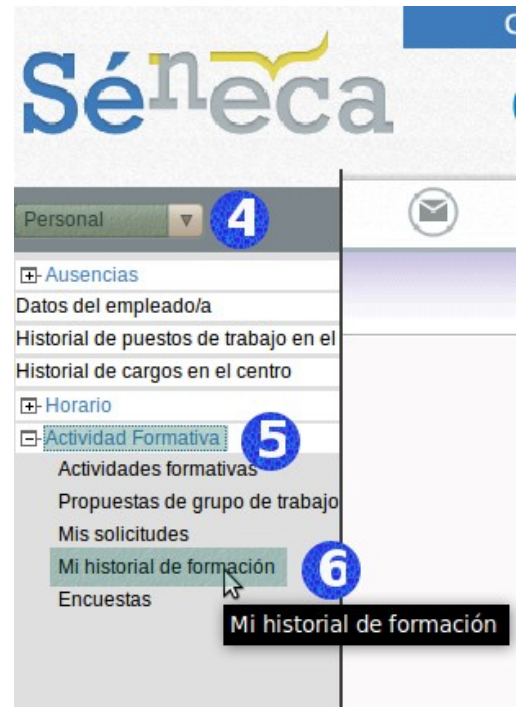 C
Séneca
Personal 4
Ausencias
Datos del empleado/a
Historial de puestos de trabajo en el
Historial de cargos en el centro
Horario
Actividad Formativa 5
Actividades formativas
Propuestas de grupo de trabajo
Mis solicitudes
Mi historial de formación 6
Encuestas
Mi historial de formación